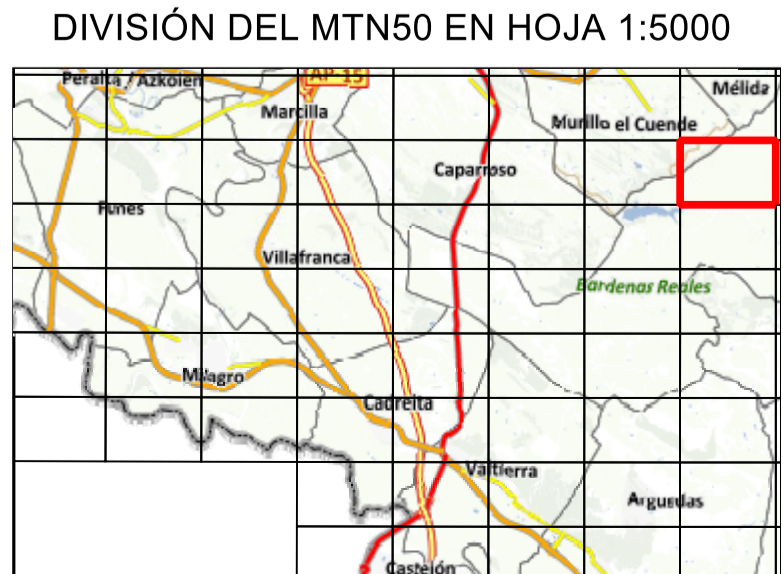 DIVISIÓN DEL MTN50 EN HOJA 1:5000
Peralta / Azkoien
AP-15
Mélida
Marcilla
Murillo el Cuende
Caparroso
Funes
Villafranca
Bardenas Reales
Milagro
Cadreita
Valtierra
Arguedas
Castejón